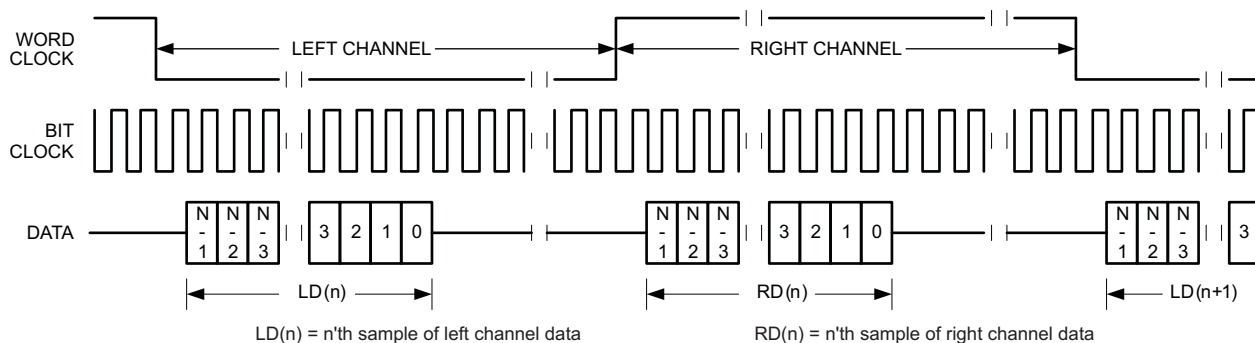 WORD
CLOCK
LEFT CHANNEL
RIGHT CHANNEL
BIT
CLOCK
DATA
N-1 N-2 N-3 3 2 1 0 N-1 N-2 N-3 3 2 1 0 N-1 N-2 N-3 3
LD(n) RD(n) LD(n+1)
LD(n) = n'th sample of left channel data
RD(n) = n'th sample of right channel data